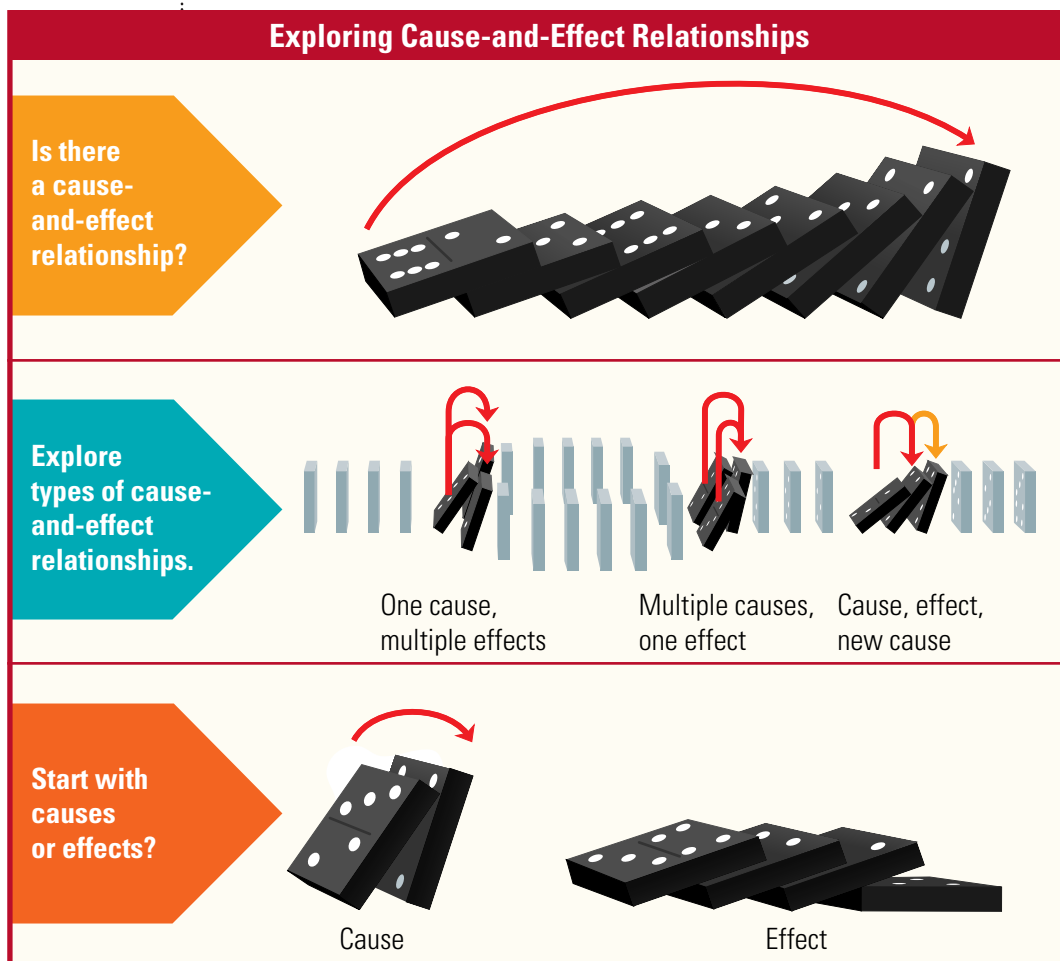 Exploring Cause-and-Effect Relationships
Is there
a cause-
and-effect
relationship?
Explore
types of cause-
and-effect
relationships.
One cause,
multiple effects
Multiple causes,
one effect
Cause, effect,
new cause
Start with
causes
or effects?
Cause
Effect